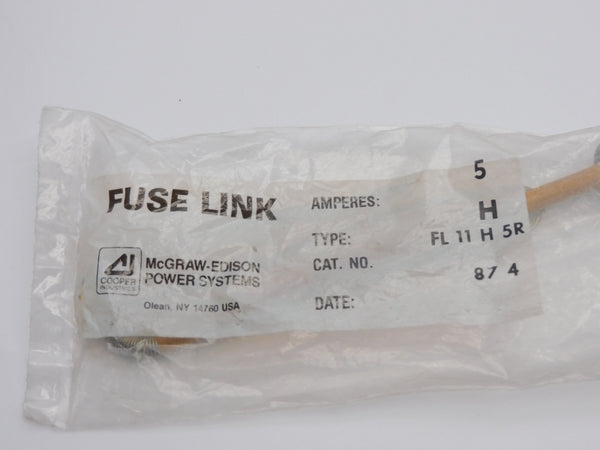 FUSE LINK
COOPER
INDUSTRIES
McGRAW-EDISON
POWER SYSTEMS
Olean, NY 14760 USA
AMPERES: 5
TYPE: H
CAT. NO. FL 11 H 5R
DATE: 87 4